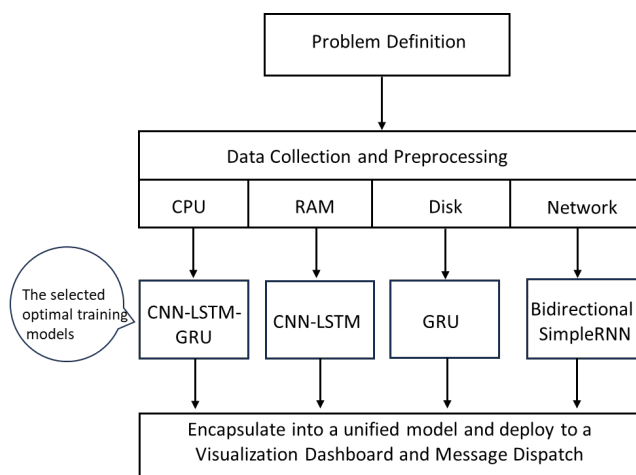 Problem Definition
Data Collection and Preprocessing
CPU
RAM
Disk
Network
The selected
optimal training
models
CNN-LSTM-
GRU
CNN-LSTM
GRU
Bidirectional
SimpleRNN
Encapsulate into a unified model and deploy to a
Visualization Dashboard and Message Dispatch